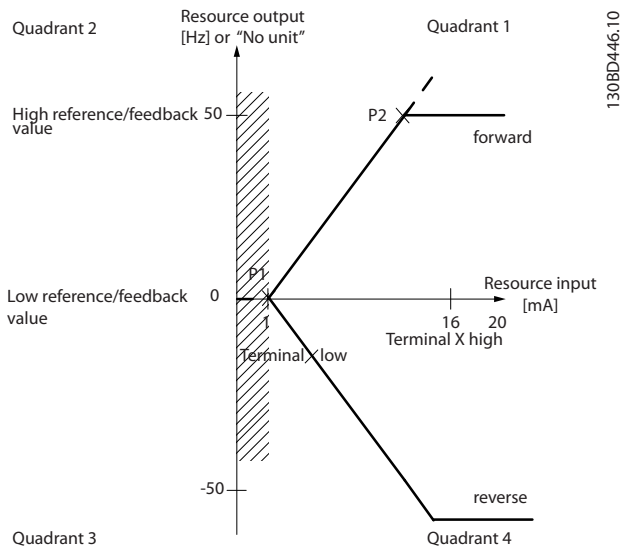 Quadrant 2
Resource output
[Hz] or "No unit"
Quadrant 1
130BD446.10
High reference/feedback
value
50
P2
forward
P1
Low reference/feedback
value
0
Resource input
[mA]
1
16
20
Terminal X high
Terminal X low
-50
reverse
Quadrant 3
Quadrant 4